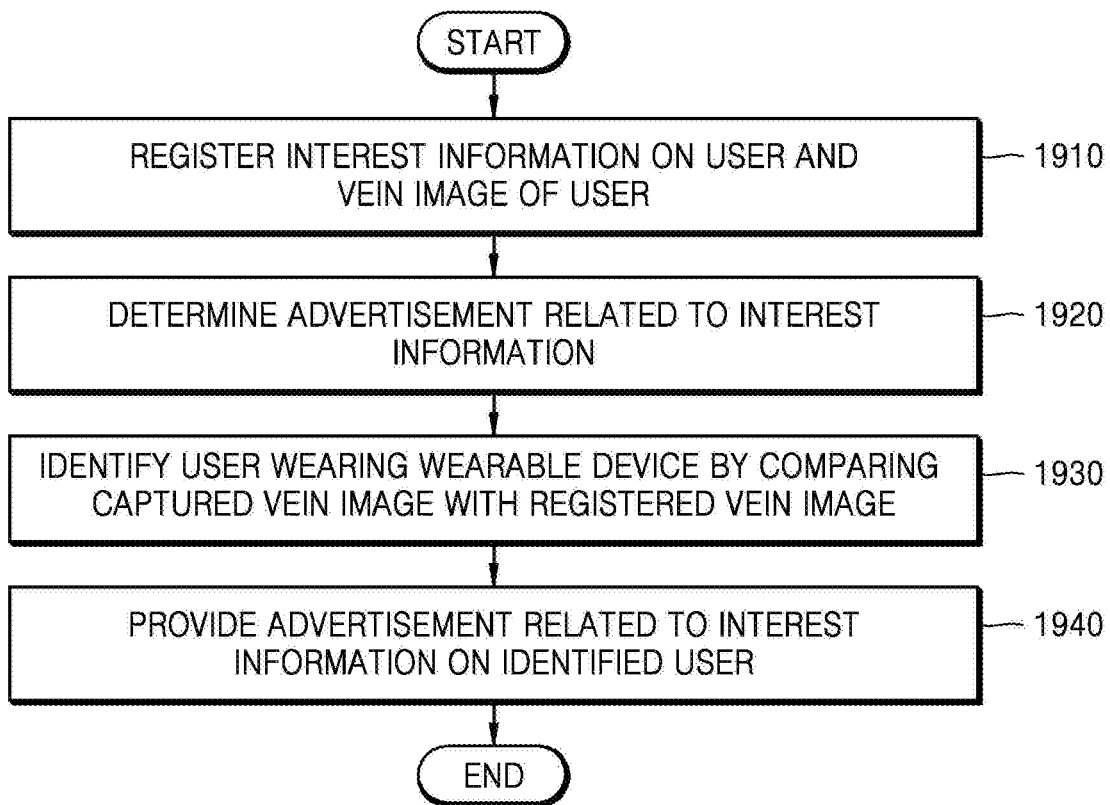 START
REGISTER INTEREST INFORMATION ON USER AND
VEIN IMAGE OF USER
1910
DETERMINE ADVERTISEMENT RELATED TO INTEREST
INFORMATION
1920
IDENTIFY USER WEARING WEARABLE DEVICE BY COMPARING
CAPTURED VEIN IMAGE WITH REGISTERED VEIN IMAGE
1930
PROVIDE ADVERTISEMENT RELATED TO INTEREST
INFORMATION ON IDENTIFIED USER
1940
END